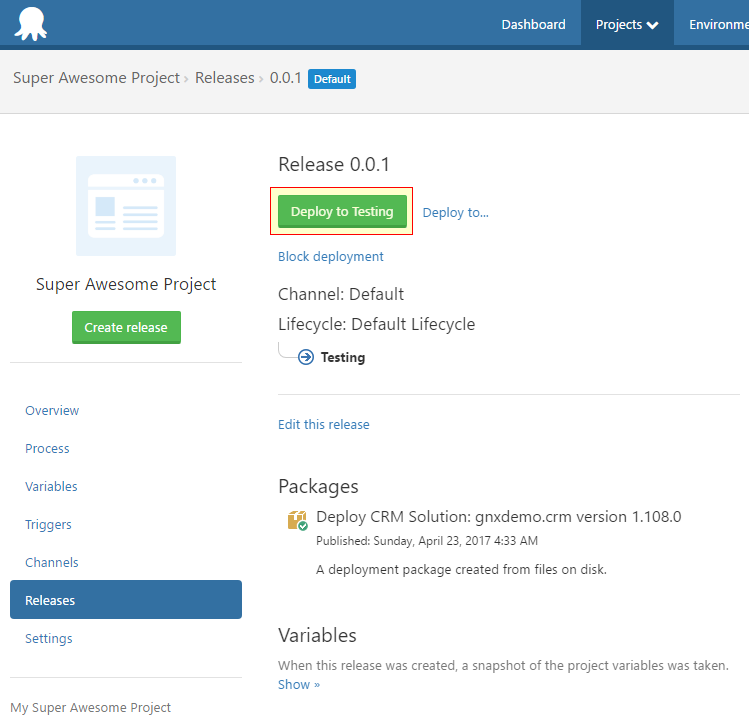 Dashboard Projects Environme
Super Awesome Project › Releases › 0.0.1 Default
Release 0.0.1
Deploy to Testing Deploy to...
Block deployment
Channel: Default
Lifecycle: Default Lifecycle
Testing
Edit this release
Packages
Deploy CRM Solution: gnxdemo.crm version 1.108.0
Published: Sunday, April 23, 2017 4:33 AM
A deployment package created from files on disk.
Variables
When this release was created, a snapshot of the project variables was taken.
Show »
Super Awesome Project
Create release
Overview
Process
Variables
Triggers
Channels
Releases
Settings
My Super Awesome Project